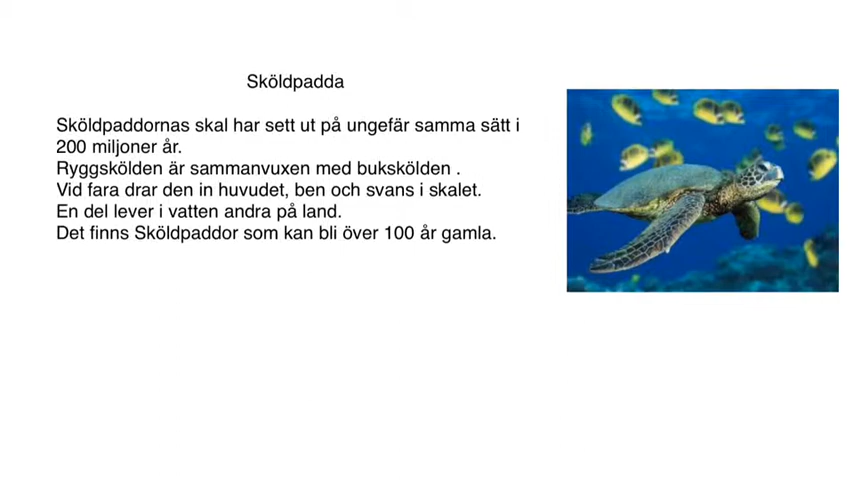 Sköldpadda
Sköldpaddornas skal har sett ut på ungefär samma sätt i
200 miljoner år.
Ryggskölden är sammanvuxen med bukskölden .
Vid fara drar den in huvudet, ben och svans i skalet.
En del lever i vatten andra på land.
Det finns Sköldpaddor som kan bli över 100 år gamla.